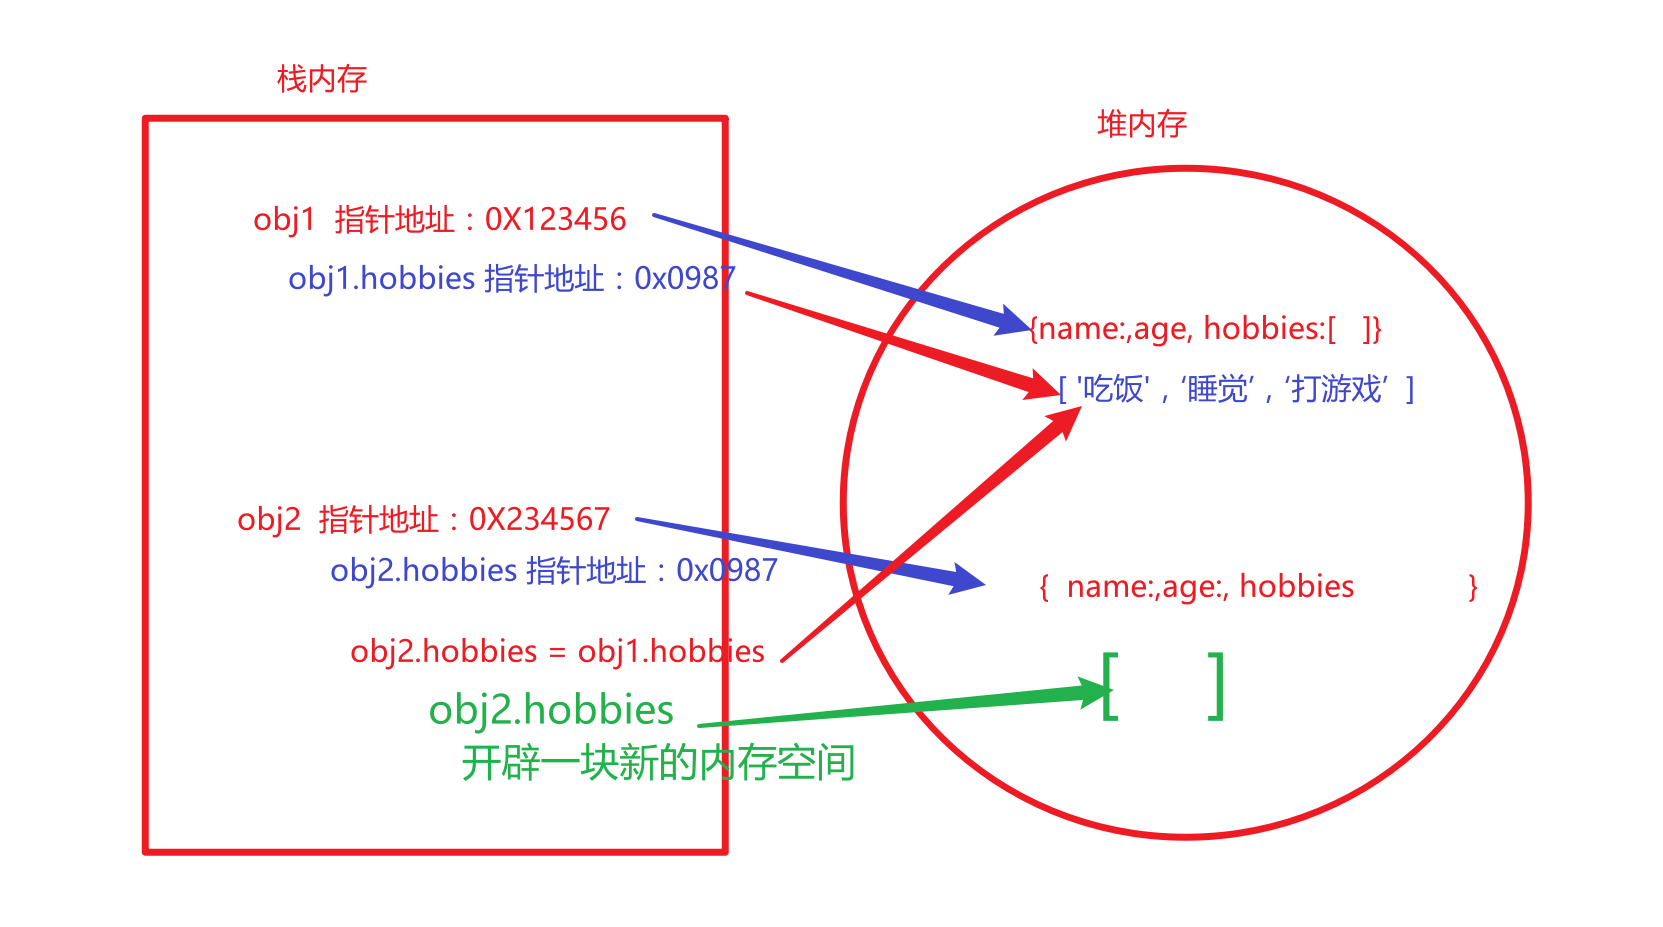 栈内存
堆内存
obj1 指针地址：0X123456
obj1.hobbies 指针地址：0x0987
{name:,age, hobbies:[ ]}
[ '吃饭' , ‘睡觉’ , ‘打游戏’ ]
obj2 指针地址：0X234567
obj2.hobbies 指针地址：0x0987
{ name:,age:, hobbies }
obj2.hobbies = obj1.hobbies
obj2.hobbies
[ ]
开辟一块新的内存空间